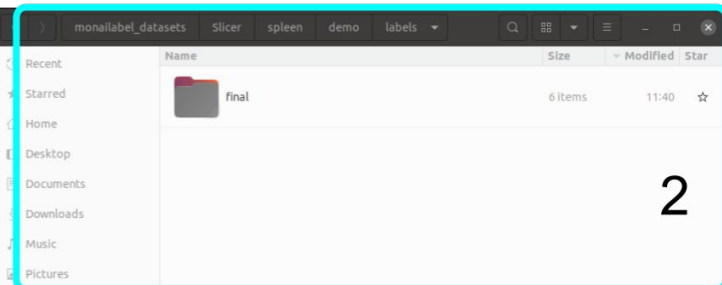 monailabel_datasets Slicer spleen demo labels
Name Size Modified Star
Recent
Starred
Home
Desktop
Documents
Downloads
Music
Pictures
final 6 items 11:40
2